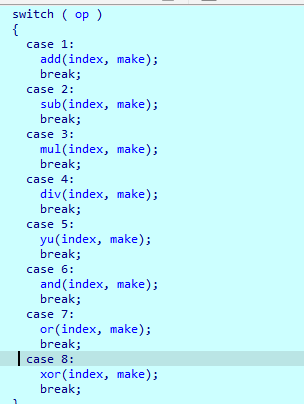 switch ( op )
{
case 1:
add(index, make);
break;
case 2:
sub(index, make);
break;
case 3:
mul(index, make);
break;
case 4:
div(index, make);
break;
case 5:
yu(index, make);
break;
case 6:
and(index, make);
break;
case 7:
or(index, make);
break;
case 8:
xor(index, make);
break;
}